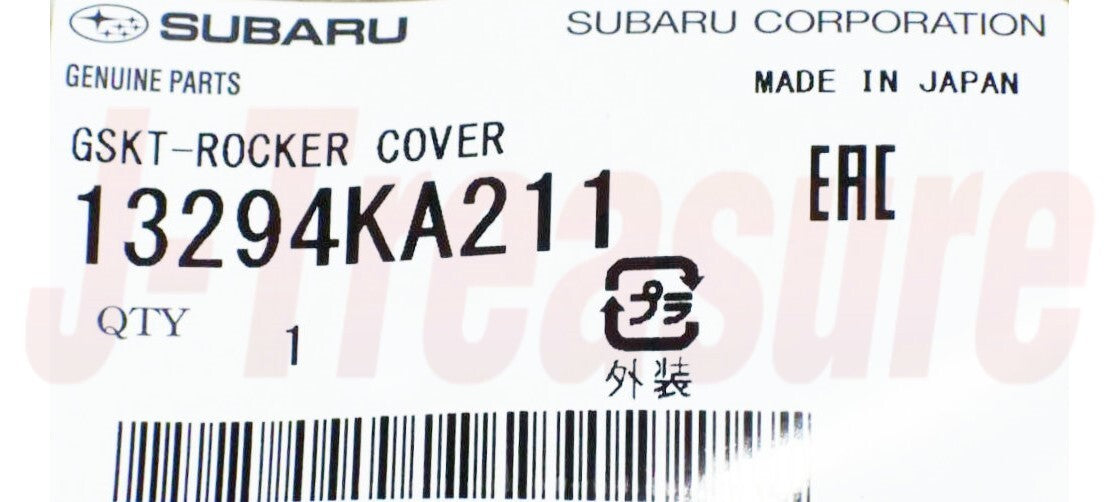 SUBARU SUBARU CORPORATION
GENUINE PARTS MADE IN JAPAN
GSKT-ROCKER COVER
13294KA211
EAC
QTY 1
プラ
外装
J-Treasure